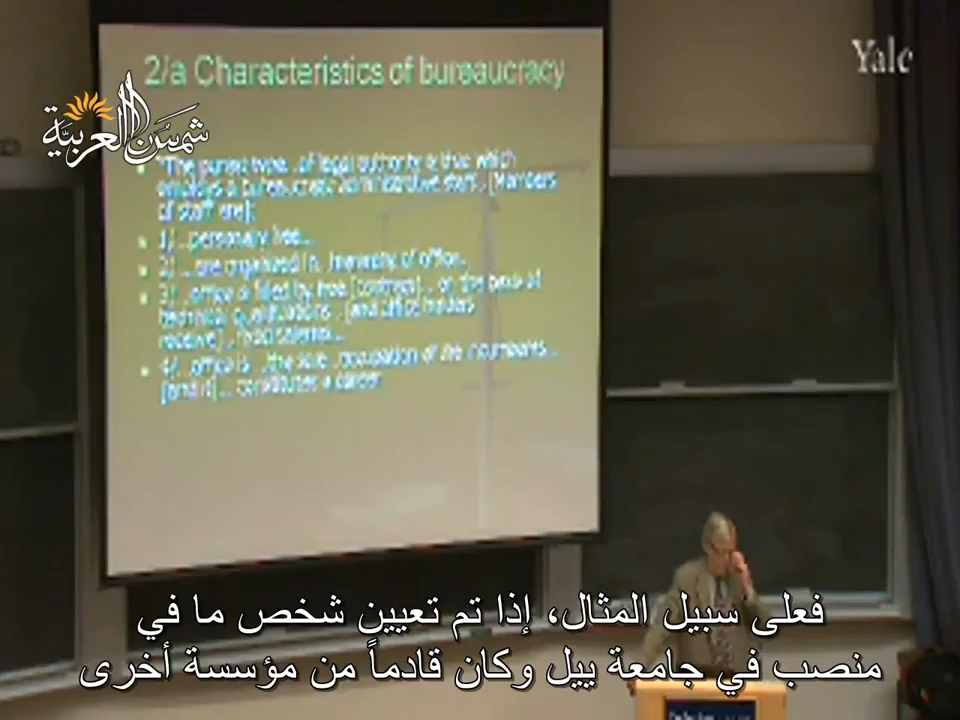 2/a Characteristics of bureaucracy
Yale
شمس العربية
"The purest type...of legal authority is that which
employs a bureaucratic administrative staff...[Members
of staff are]:
1/...personally free...
2/ ...are organized in...hierarchy of office...
3/...office is filled by free [contract]... on the basis of
technical qualifications...[and office holders
receive]...fixed salaries...
4/...office is...the sole...occupation of the incumbents...
[and it]... constitutes a career
فعلى سبيل المثال، إذا تم تعيين شخص ما في
منصب في جامعة ييل وكان قادماً من مؤسسة أخرى